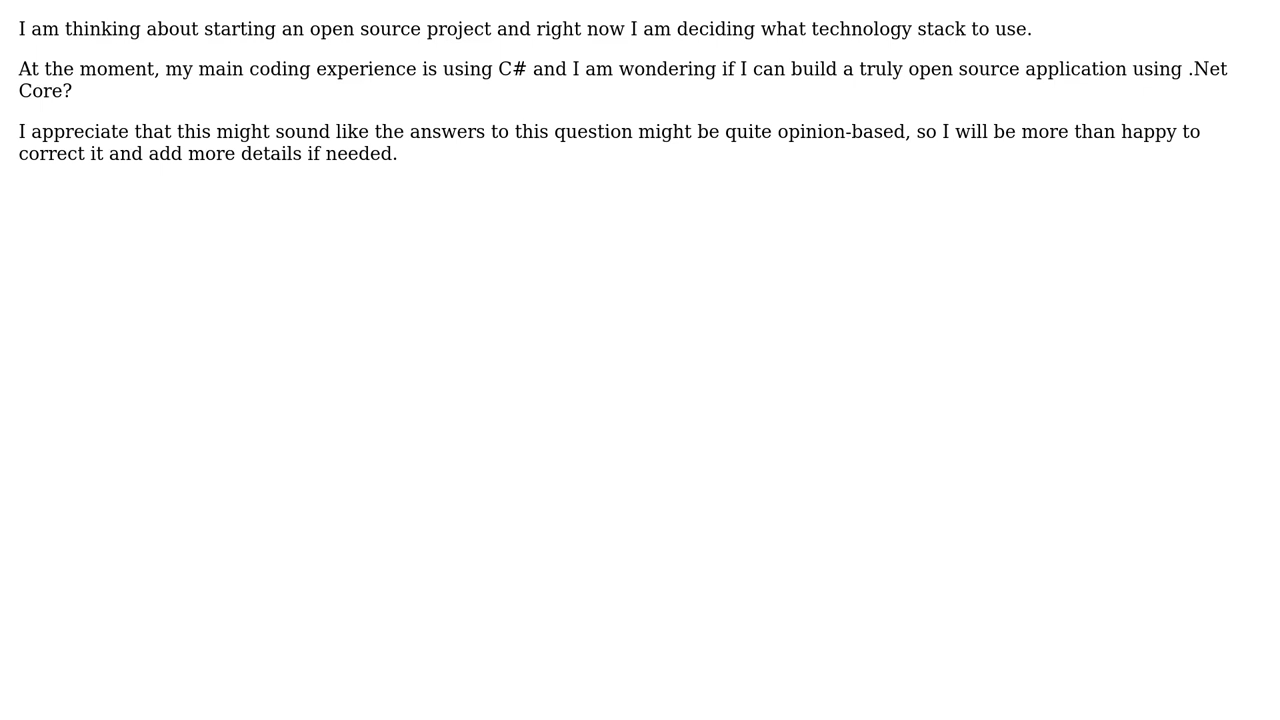 I am thinking about starting an open source project and right now I am deciding what technology stack to use.
At the moment, my main coding experience is using C# and I am wondering if I can build a truly open source application using .Net
Core?
I appreciate that this might sound like the answers to this question might be quite opinion-based, so I will be more than happy to
correct it and add more details if needed.